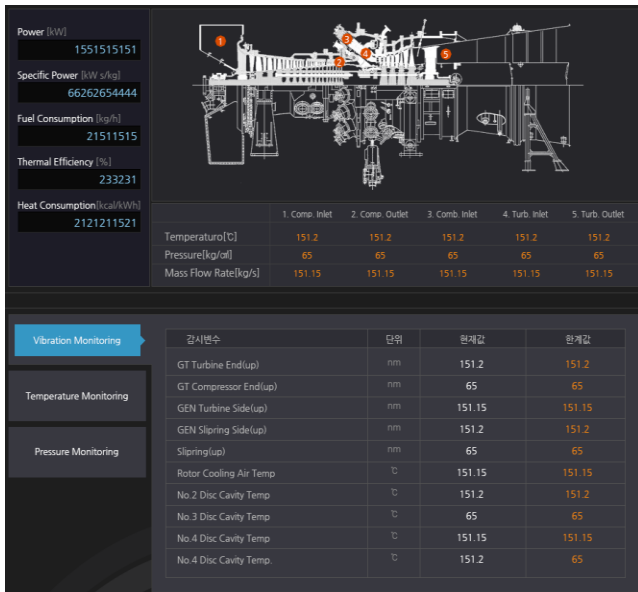 Power [kW]
1551515151
Specific Power [kW s/kg]
66262654444
Fuel Consumption [kg/h]
21511515
Thermal Efficiency [%]
233231
Heat Consumption[kcal/kWh]
2121211521
1
2
3
4
5
1. Comp. Inlet 2. Comp. Outlet 3. Comb. Inlet 4. Turb. Inlet 5. Turb. Outlet
Temperaturo[℃] 151.2 151.2 151.2 151.2 151.2
Pressure[kg/㎠] 65 65 65 65 65
Mass Flow Rate[kg/s] 151.15 151.15 151.15 151.15 151.15
Vibration Monitoring
Temperature Monitoring
Pressure Monitoring
감시변수 단위 현재값 한계값
GT Turbine End(up) nm 151.2 151.2
GT Compressor End(up) nm 65 65
GEN Turbine Side(up) nm 151.15 151.15
GEN Slipring Side(up) nm 151.2 151.2
Slipring(up) nm 65 65
Rotor Cooling Air Temp ℃ 151.15 151.15
No.2 Disc Cavity Temp ℃ 151.2 151.2
No.3 Disc Cavity Temp ℃ 65 65
No.4 Disc Cavity Temp ℃ 151.15 151.15
No.4 Disc Cavity Temp. ℃ 151.2 65